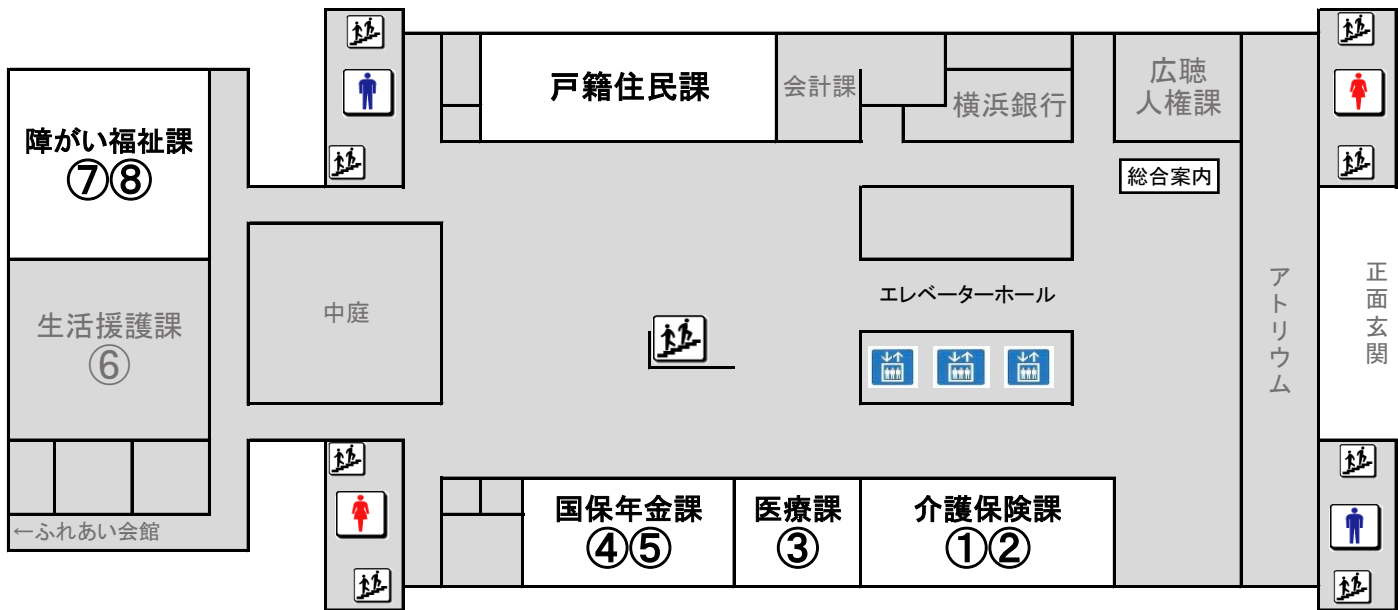 戸籍住民課
会計課
横浜銀行
広聴
人権課
総合案内
障がい福祉課
⑦⑧
生活援護課
⑥
中庭
エレベーターホール
アトリウム
正面玄関
国保年金課
④⑤
医療課
③
介護保険課
①②
←ふれあい会館